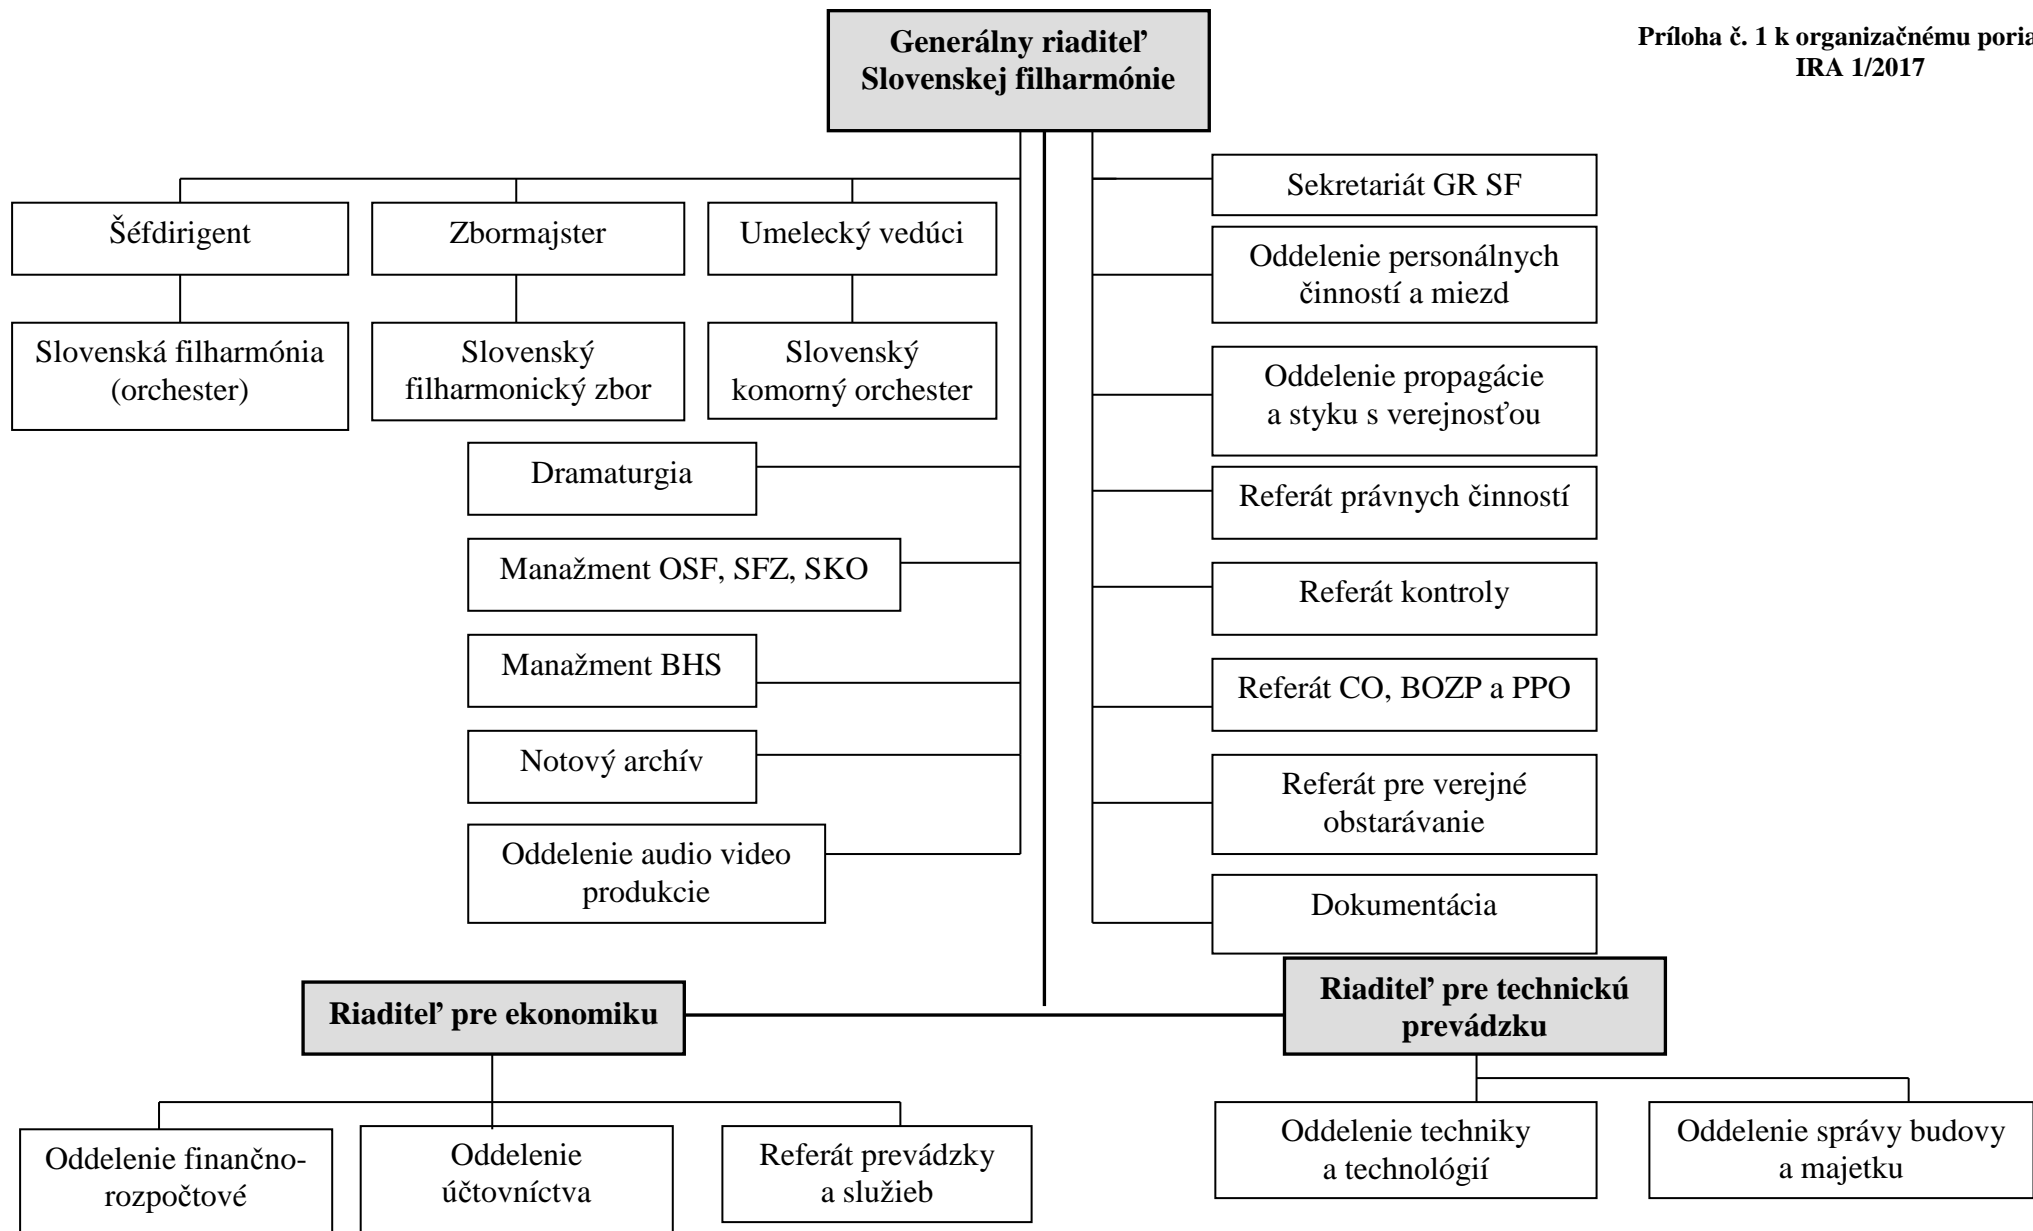 Generálny riaditeľ
Slovenskej filharmónie
Príloha č. 1 k organizačnému
IRA 1/2017
Šéfdirigent
Zbormajster
Umelecký vedúci
Slovenská filharmónia
(orchester)
Slovenský
filharmonický zbor
Slovenský
komorný orchester
Dramaturgia
Manažment OSF, SFZ, SKO
Manažment BHS
Notový archív
Oddelenie audio video
produkcie
Sekretariát GR SF
Oddelenie personálnych
činností a miezd
Oddelenie propagácie
a styku s verejnosťou
Referát právnych činností
Referát kontroly
Referát CO, BOZP a PPO
Referát pre verejné
obstarávanie
Dokumentácia
Riaditeľ pre ekonomiku
Riaditeľ pre technickú
prevádzku
Oddelenie finančno-
rozpočtové
Oddelenie
účtovníctva
Referát prevádzky
a služieb
Oddelenie techniky
a technológií
Oddelenie správy budovy
a majetku